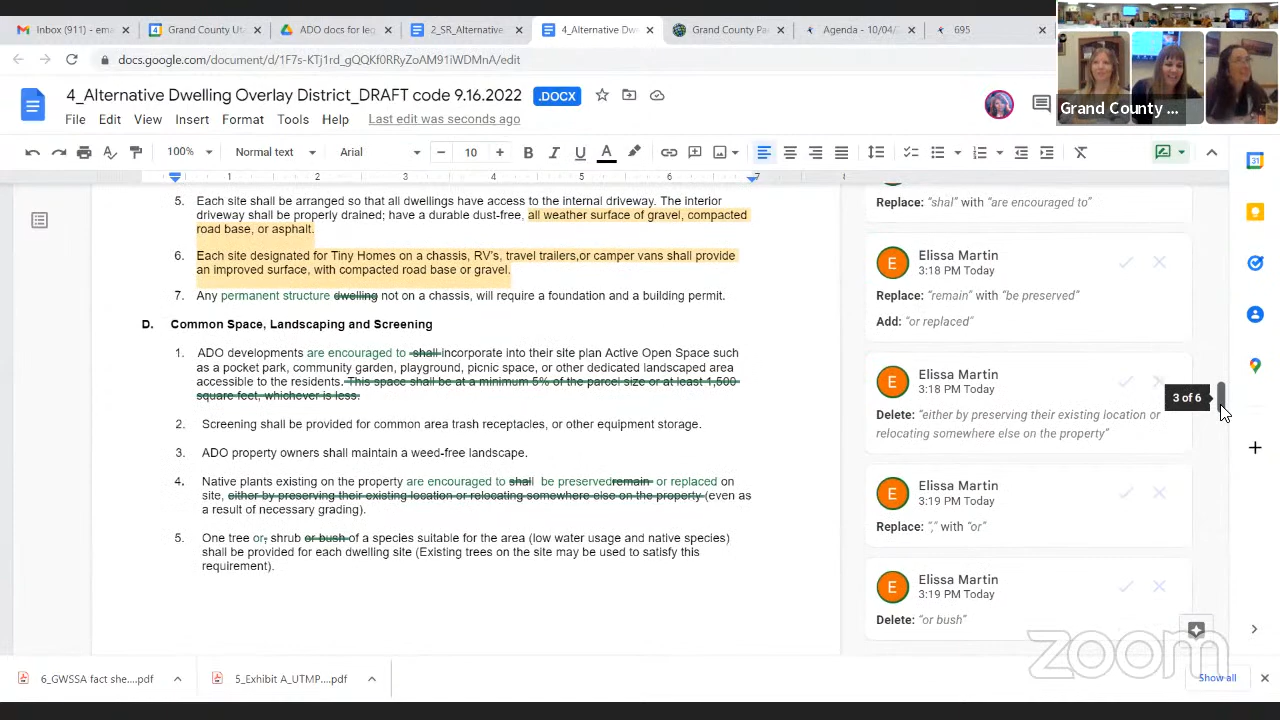 Inbox (911) - ema
Grand County Ut
ADO docs folde
2_SR_Alternative
4_Alternative Dw
Grand County Pa
Agenda - 10/04/
695
docs.google.com/document/d/1F7s-KTj1rd_gQQKf0RRyZoAM91iWDMnA/edit
4_Alternative Dwelling Overlay District_DRAFT code 9.16.2022 .DOCX
Grand County ...
File Edit View Insert Format Tools Help Last edit was seconds ago
100% Normal text Arial 10 B I U A
1 2 3 4 5 6 7 8
5. Each site shall be arranged so that all dwellings have access to the internal driveway. The interior
driveway shall be properly drained; have a durable dust-free, all weather surface of gravel, compacted
road base, or asphalt.
6. Each site designated for Tiny Homes on a chassis, RV's, travel trailers,or camper vans shall provide
an improved surface, with compacted road base or gravel.
7. Any permanent structure dwelling not on a chassis, will require a foundation and a building permit.
D. Common Space, Landscaping and Screening
1. ADO developments are encouraged to shall incorporate into their site plan Active Open Space such
as a pocket park, community garden, playground, picnic space, or other dedicated landscaped area
accessible to the residents. This space shall be at a minimum 5% of the parcel size or at least 1,500
square feet, whichever is less.
2. Screening shall be provided for common area trash receptacles, or other equipment storage.
3. ADO property owners shall maintain a weed-free landscape.
4. Native plants existing on the property are encouraged to shall be preservedremain or replaced on
site, either by preserving their existing location or relocating somewhere else on the property (even as
a result of necessary grading).
5. One tree or, shrub or bush of a species suitable for the area (low water usage and native species)
shall be provided for each dwelling site (Existing trees on the site may be used to satisfy this
requirement).
Replace: "shal" with "are encouraged to"
E Elissa Martin
3:18 PM Today
Replace: "remain" with "be preserved"
Add: "or replaced"
E Elissa Martin
3:18 PM Today
3 of 6
Delete: "either by preserving their existing location or
relocating somewhere else on the property"
E Elissa Martin
3:19 PM Today
Replace: "," with "or"
E Elissa Martin
3:19 PM Today
Delete: "or bush"
31
zoom
6_GWSSA fact she....pdf
5_Exhibit A_UTMP....pdf
Show all